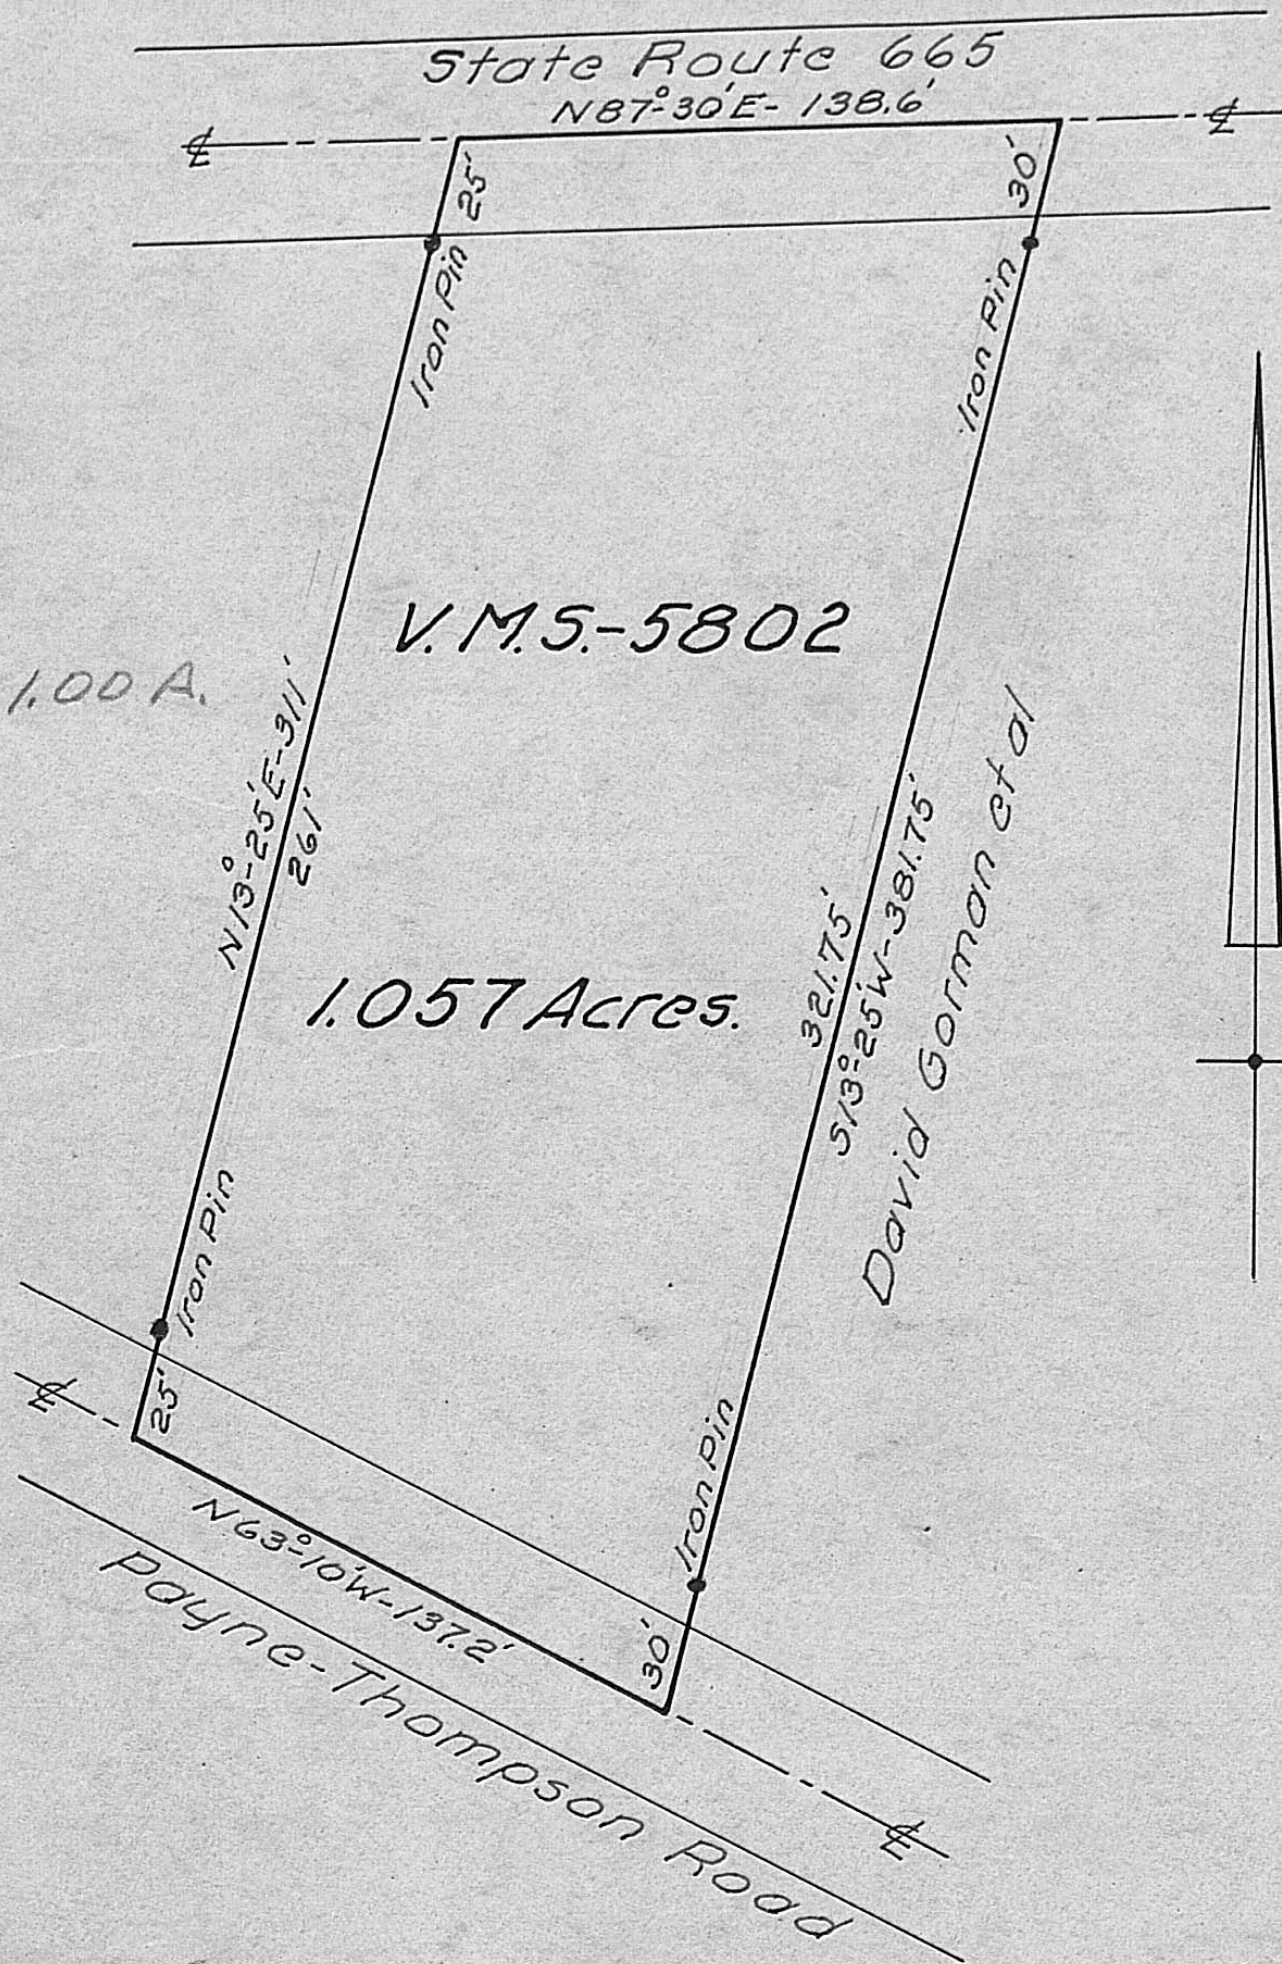 State Route 665
N87°-30'E- 138.6'
℄
℄
25'
30'
Iron Pin
Iron Pin
V.M.S.-5802
1.00 A.
N13°-25'E-311'
261'
321.75'
S13°-25'W-381.75'
David Gorman et al
1.057 Acres.
Iron Pin
Iron Pin
℄
25'
30'
N63°-10'W-137.2'
Payne-Thompson Road
℄